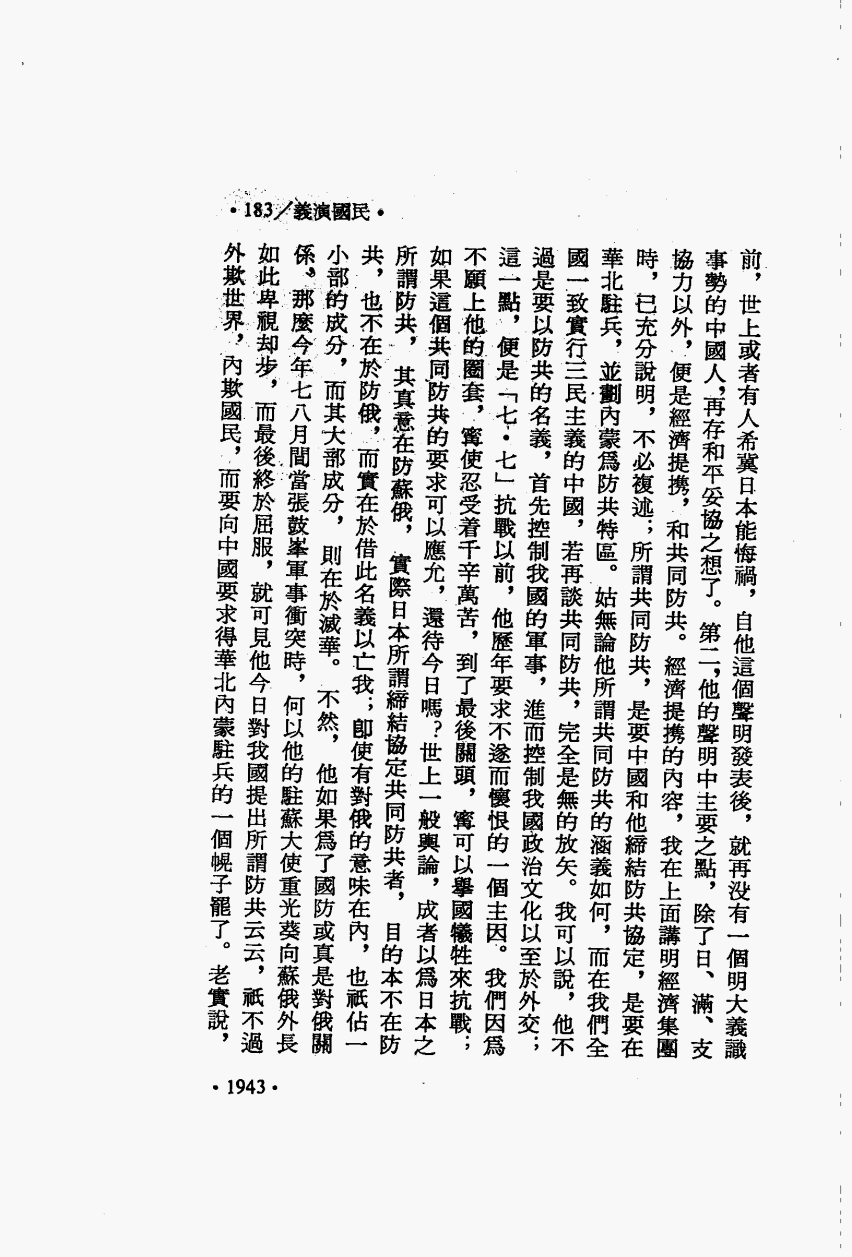 ·183／義演國民·
前，世上或者有人希冀日本能悔禍，自他這個聲明發表後，就再没有一個明大義識
事勢的中國人，再存和平妥協之想了。第二，他的聲明中主要之點，除了日、滿、支
協力以外，便是經濟提携，和共同防共。經濟提携的內容，我在上面講明經濟集團
時，已充分說明，不必複述；所謂共同防共，是要中國和他締結防共協定，是要在
華北駐兵，並劃內蒙爲防共特區。姑無論他所謂共同防共的涵義如何，而在我們全
國一致實行三民主義的中國，若再談共同防共，完全是無的放矢。我可以說，他不
過是要以防共的名義，首先控制我國的軍事，進而控制我國政治文化以至於外交；
這一點，便是「七·七」抗戰以前，他歷年要求不遂而懷恨的一個主因。我們因爲
不願上他的圈套，寗使忍受着千辛萬苦，到了最後關頭，寗可以舉國犧牲來抗戰；
如果這個共同防共的要求可以應允，還待今日嗎？世上一般輿論，成者以爲日本之
所謂防共，其真意在防蘇俄，實際日本所謂締結協定共同防共者，目的本不在防
共，也不在於防俄，而實在於借此名義以亡我；卽使有對俄的意味在內，也祇佔一
小部的成分，而其大部成分，則在於滅華。不然，他如果爲了國防或真是對俄關
係，那麼今年七八月間當張鼓峯軍事衝突時，何以他的駐蘇大使重光葵向蘇俄外長
如此卑視却步，而最後終於屈服，就可見他今日對我國提出所謂防共云云，祇不過
外欺世界，內欺國民，而要向中國要求得華北內蒙駐兵的一個幌子罷了。老實說，
·1943·